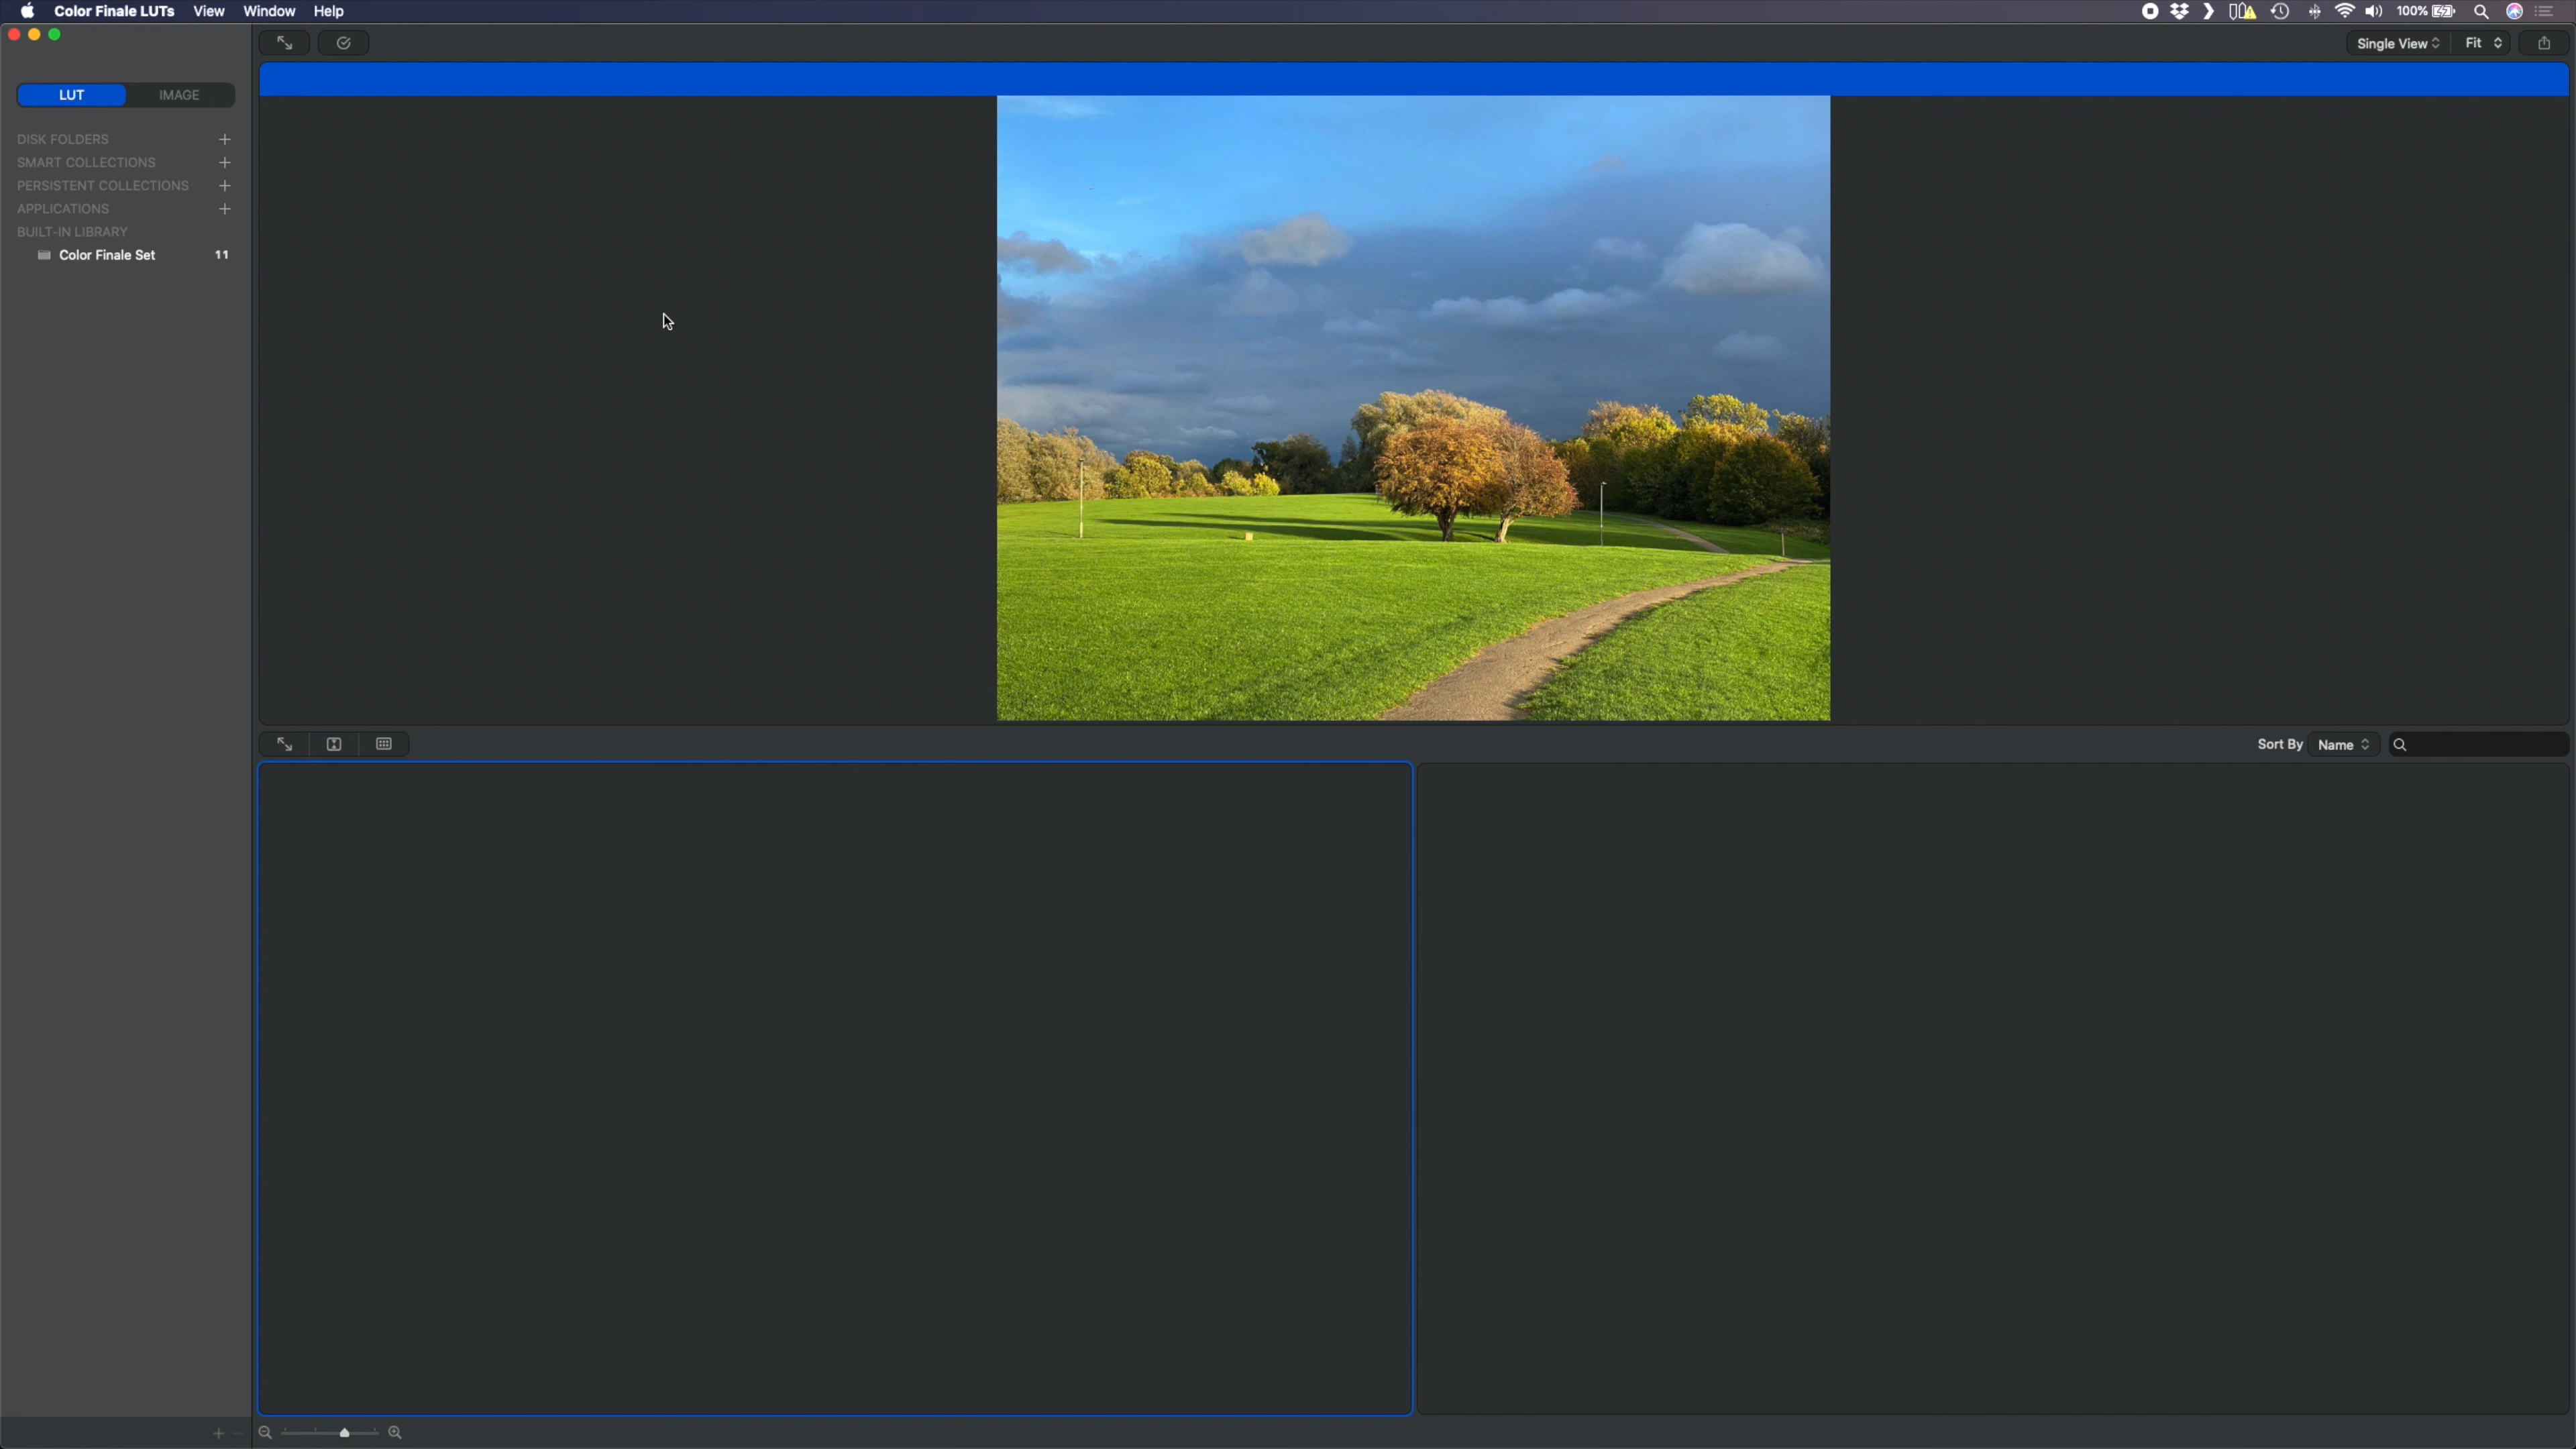 Color Finale LUTs View Window Help 100%
Single View Fit
LUT IMAGE
DISK FOLDERS
SMART COLLECTIONS
PERSISTENT COLLECTIONS
APPLICATIONS
BUILT-IN LIBRARY
Color Finale Set 11
Sort By Name